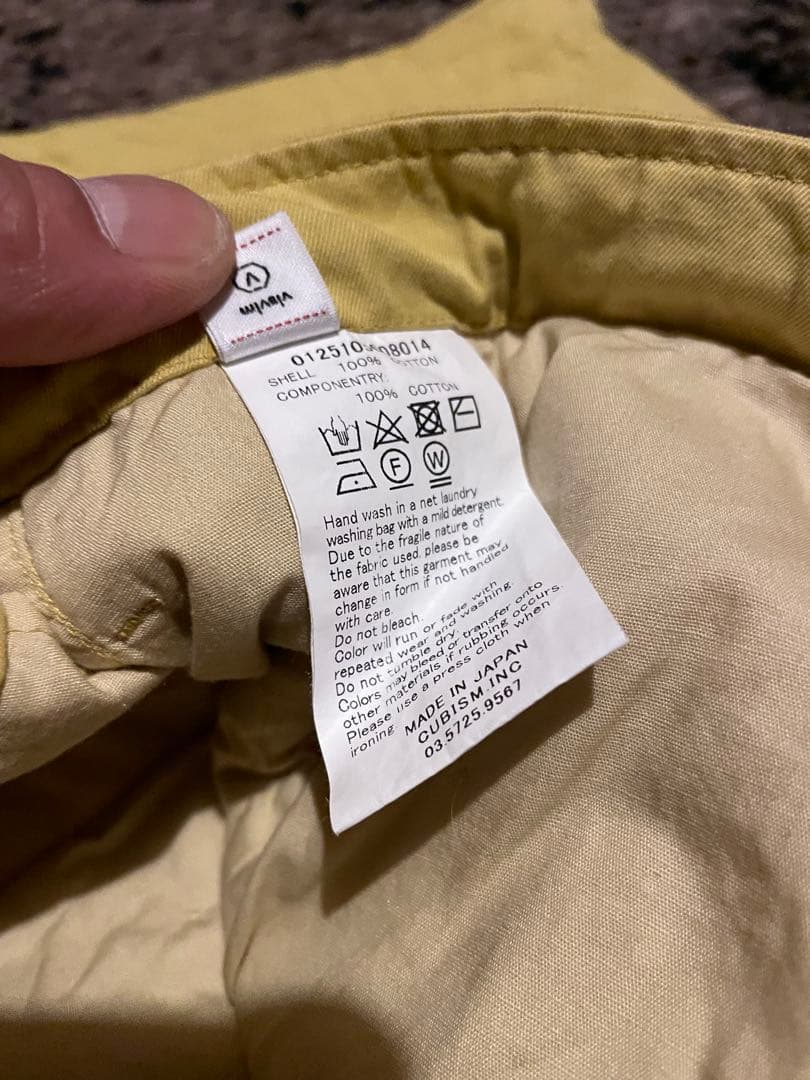 visvim
SHELL 100% COTTON
COMPONENTRY:
100% COTTON
F W
Hand wash in a net laundry
washing bag with a mild detergent.
Due to the fragile nature of
the fabric used, please be
aware that this garment may
change in form if not handled
with care.
Do not bleach.
Color will run or fade with
repeated wear and washing.
Do not tumble dry.
Colors may bleed or transfer onto
other materials if rubbing occurs.
Please use a press cloth when
ironing.
MADE IN JAPAN
CUBISM.INC
03.5725.9567